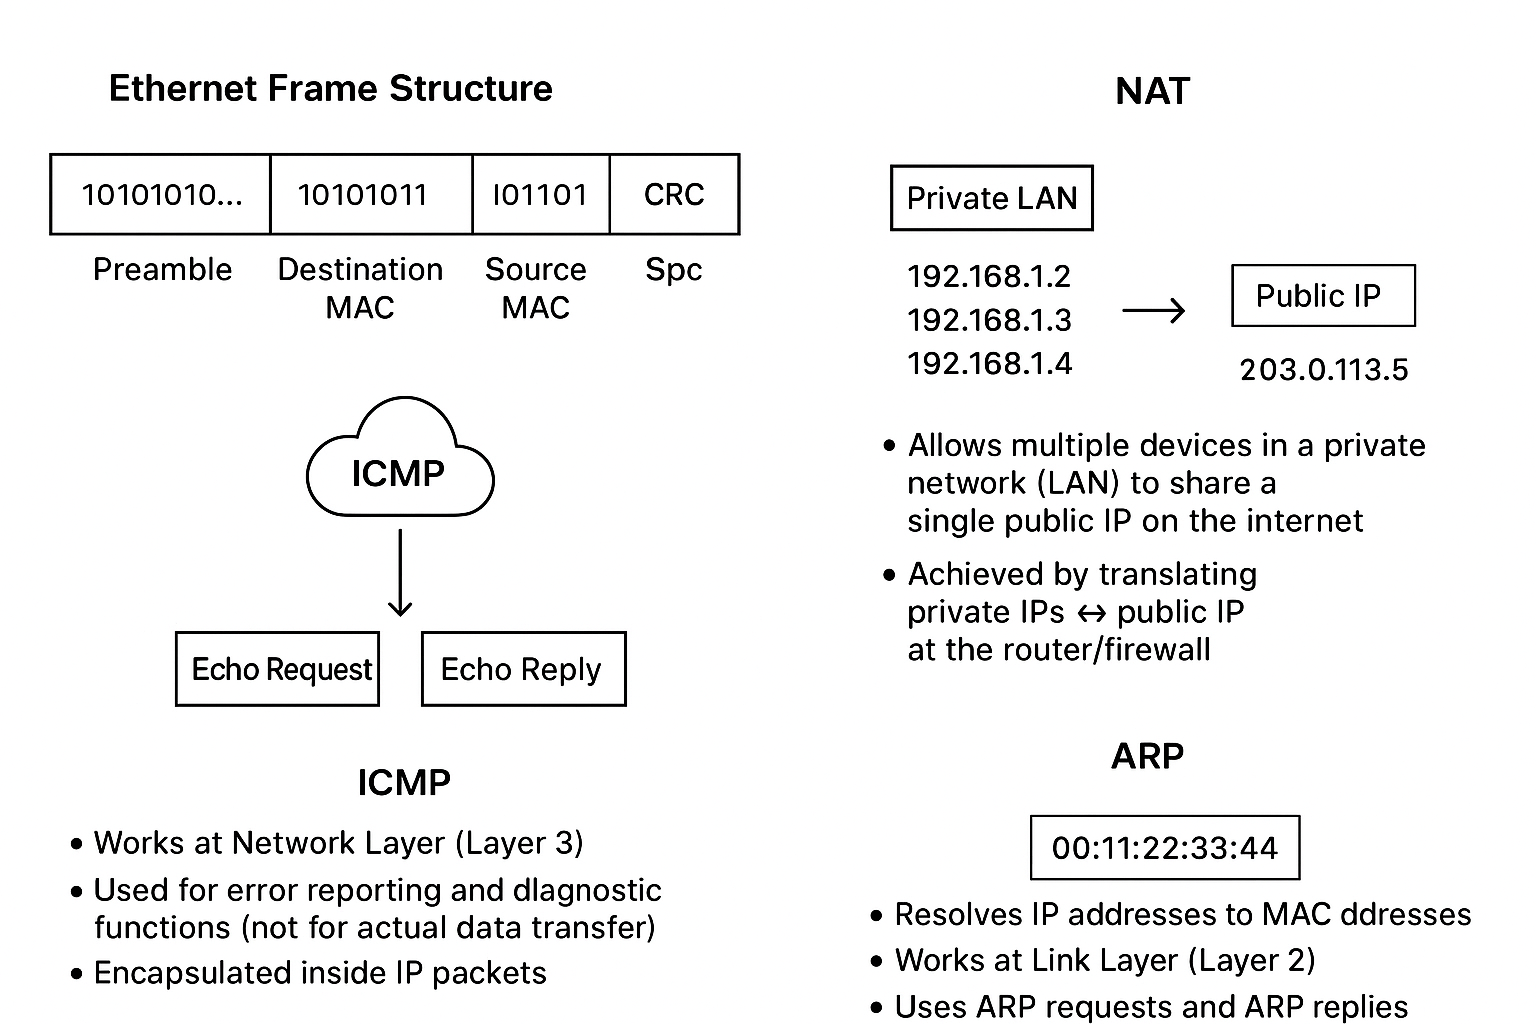 Ethernet Frame Structure
10101010...
10101011
I01101
CRC
Preamble
Destination
MAC
Source
MAC
Spc
ICMP
Echo Request
Echo Reply
ICMP
• Works at Network Layer (Layer 3)
• Used for error reporting and dlagnostic
functions (not for actual data transfer)
• Encapsulated inside IP packets
NAT
Private LAN
192.168.1.2
192.168.1.3
192.168.1.4
Public IP
203.0.113.5
• Allows multiple devices in a private
network (LAN) to share a
single public IP on the internet
• Achieved by translating
private IPs ↔ public IP
at the router/firewall
ARP
00:11:22:33:44
• Resolves IP addresses to MAC ddresses
• Works at Link Layer (Layer 2)
• Uses ARP requests and ARP replies